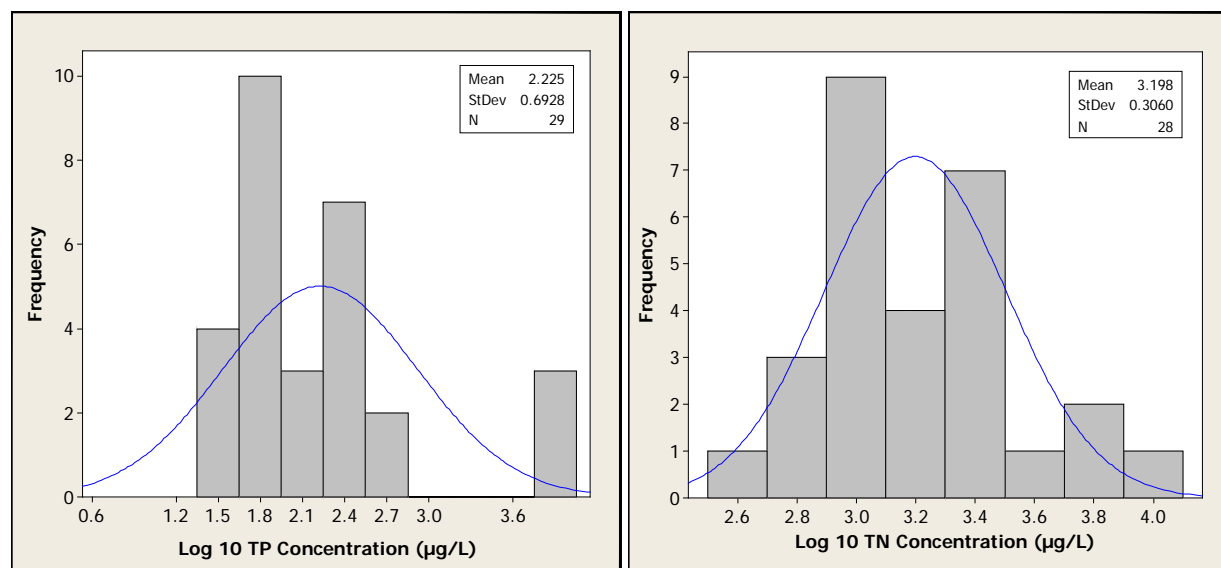 Mean 2.225
StDev 0.6928
N 29
10
8
6
4
2
0
Frequency
0.6 1.2 1.5 1.8 2.1 2.4 2.7 3.0 3.6
Log 10 TP Concentration (µg/L)
Mean 3.198
StDev 0.3060
N 28
9
8
7
6
5
4
3
2
1
0
Frequency
2.6 2.8 3.0 3.2 3.4 3.6 3.8 4.0
Log 10 TN Concentration (µg/L)